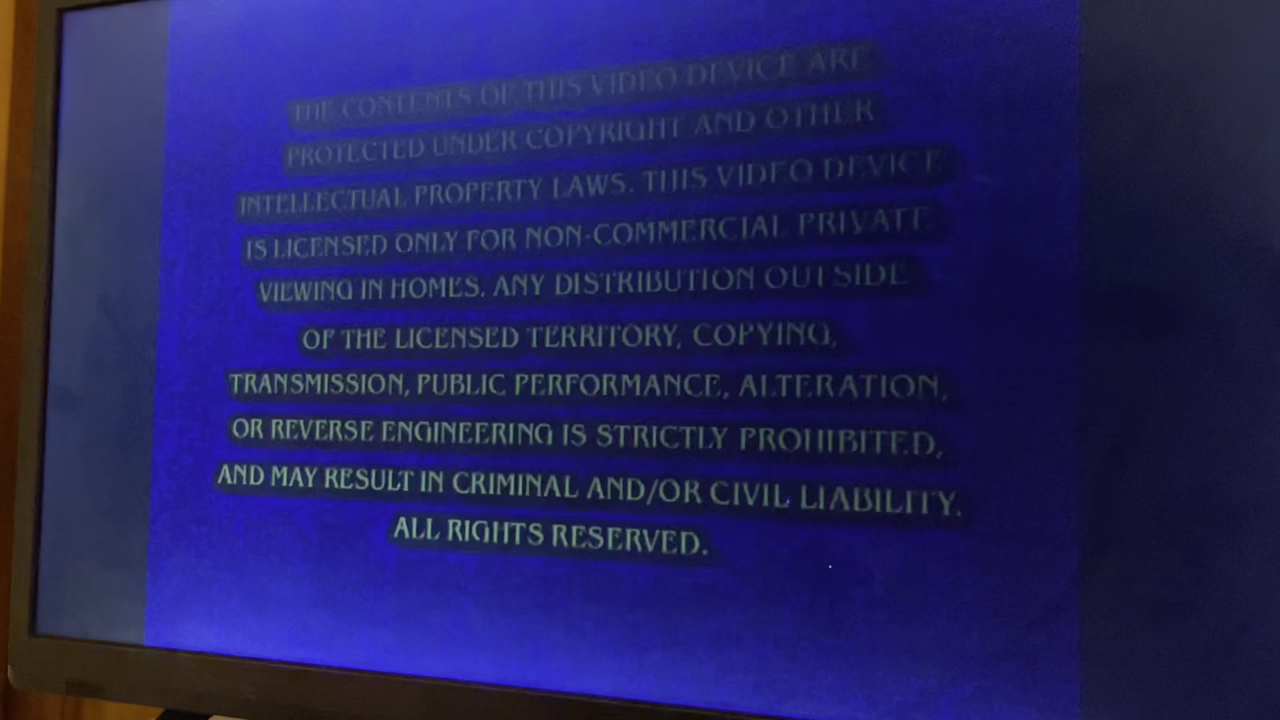 THE CONTENTS OF THIS VIDEO DEVICE ARE
PROTECTED UNDER COPYRIGHT AND OTHER
INTELLECTUAL PROPERTY LAWS. THIS VIDEO DEVICE
IS LICENSED ONLY FOR NON-COMMERCIAL PRIVATE
VIEWING IN HOMES. ANY DISTRIBUTION OUTSIDE
OF THE LICENSED TERRITORY, COPYING,
TRANSMISSION, PUBLIC PERFORMANCE, ALTERATION,
OR REVERSE ENGINEERING IS STRICTLY PROHIBITED,
AND MAY RESULT IN CRIMINAL AND/OR CIVIL LIABILITY.
ALL RIGHTS RESERVED.